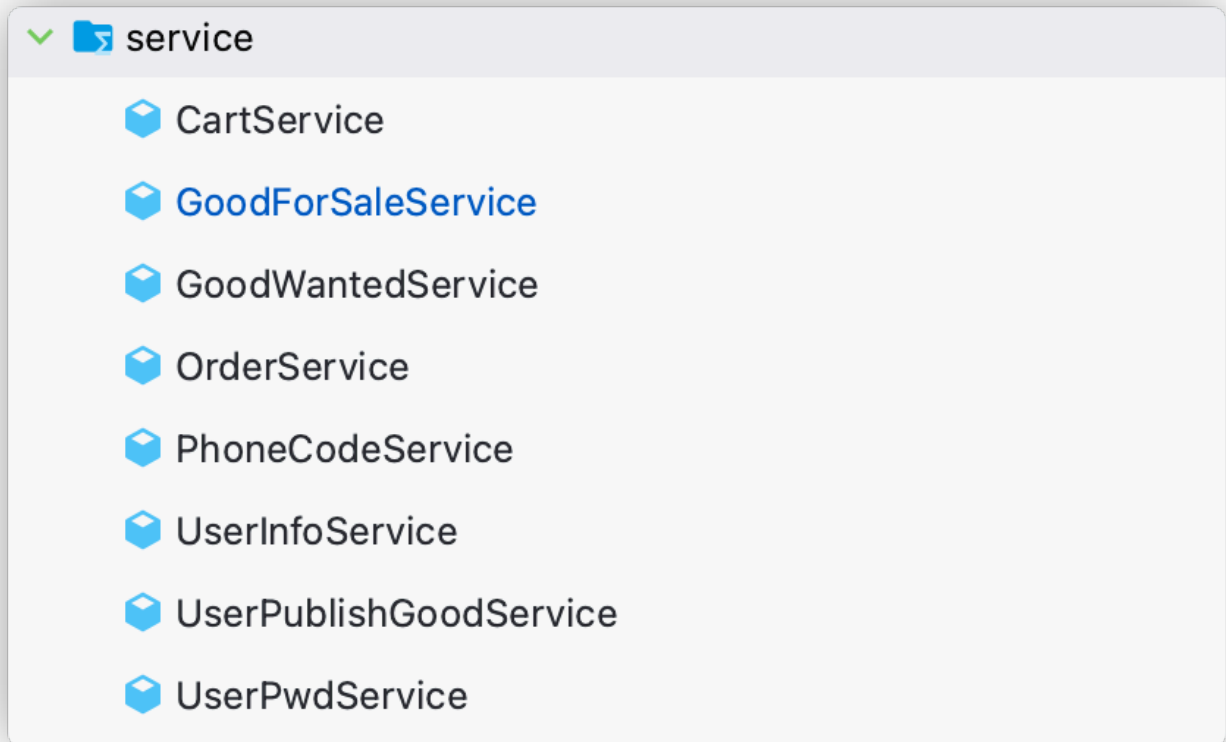 service
CartService
GoodForSaleService
GoodWantedService
OrderService
PhoneCodeService
UserInfoService
UserPublishGoodService
UserPwdService